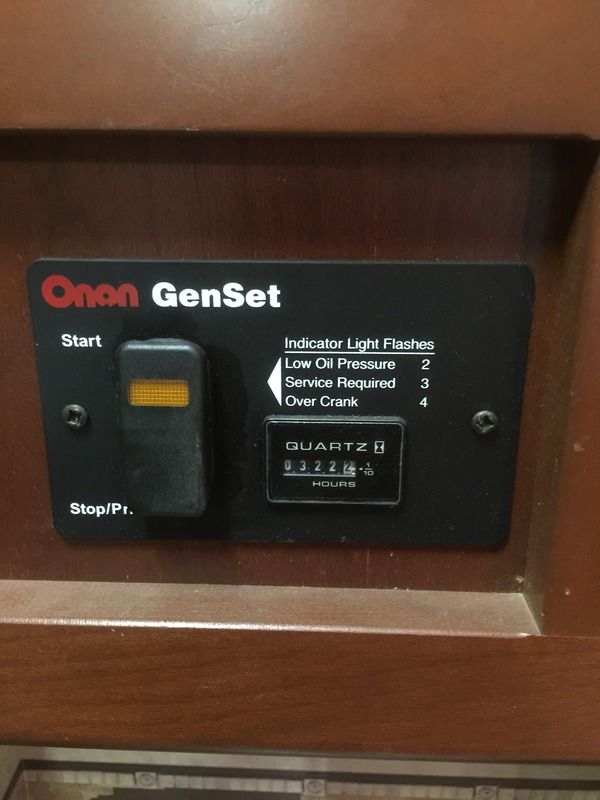 Onan GenSet
Start
Indicator Light Flashes
Low Oil Pressure 2
Service Required 3
Over Crank 4
QUARTZ
0 3 2 2 2 1/10
HOURS
Stop/Pr